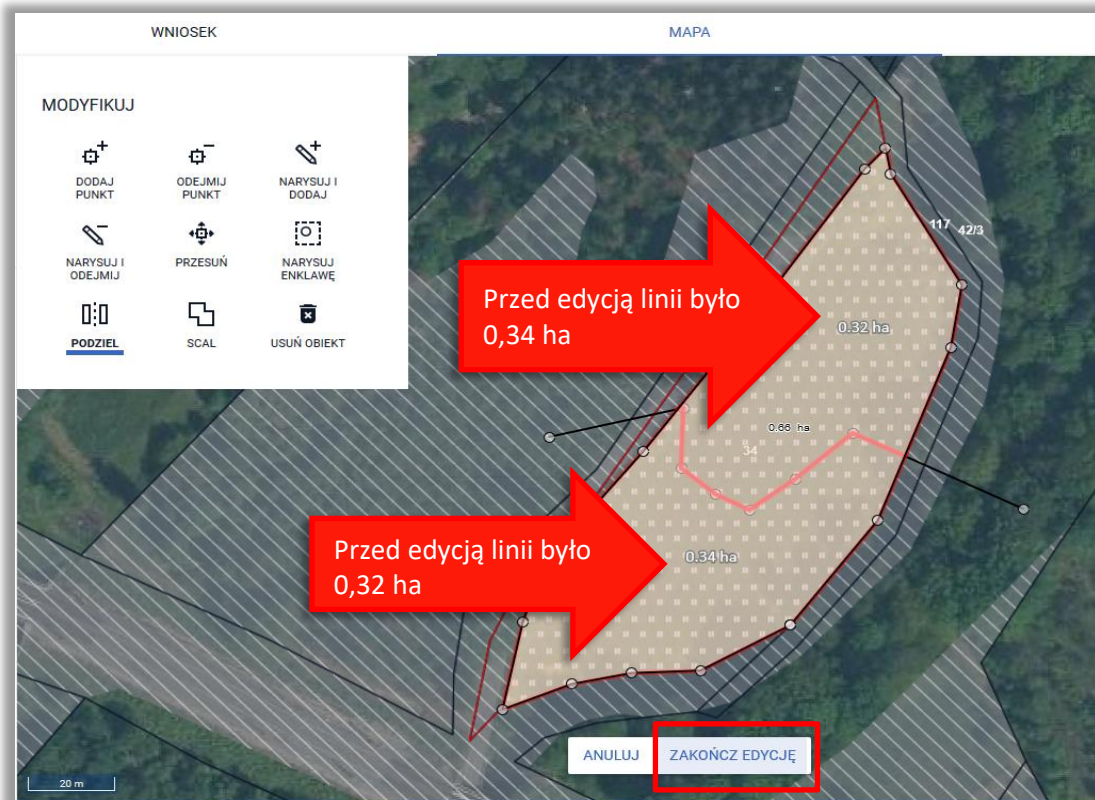 WNIOSEK
MAPA
MODYFIKUJ
DODAJ
PUNKT
ODEJMIJ
PUNKT
NARYSUJ I
DODAJ
NARYSUJ I
ODEJMIJ
PRZESUŃ
NARYSUJ
ENKLAWĘ
PODZIEL
SCAL
USUŃ OBIEKT
117
42/3
Przed edycją linii było
0,34 ha
0.32 ha
0.66 ha
34
Przed edycją linii było
0,32 ha
0.34 ha
ANULUJ
ZAKOŃCZ EDYCJĘ
20 m